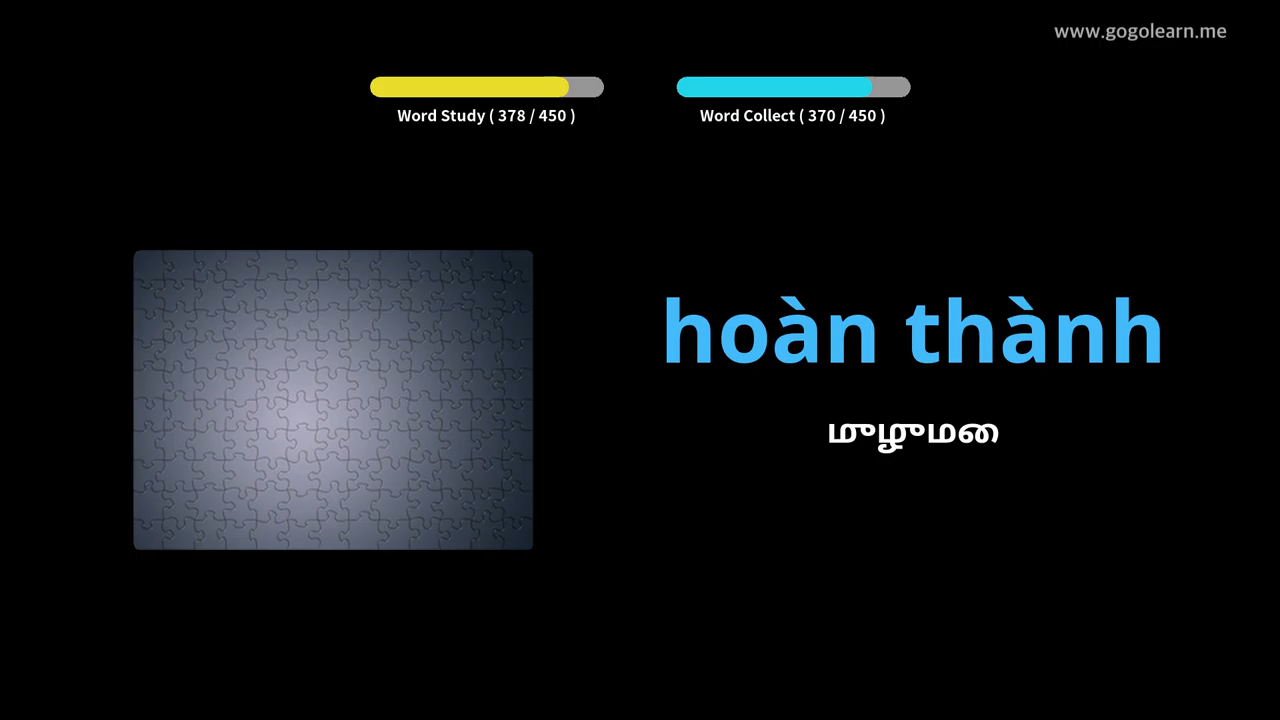 www.gogolearn.me
Word Study ( 378 / 450 )
Word Collect ( 370 / 450 )
hoàn thành
முழுமை